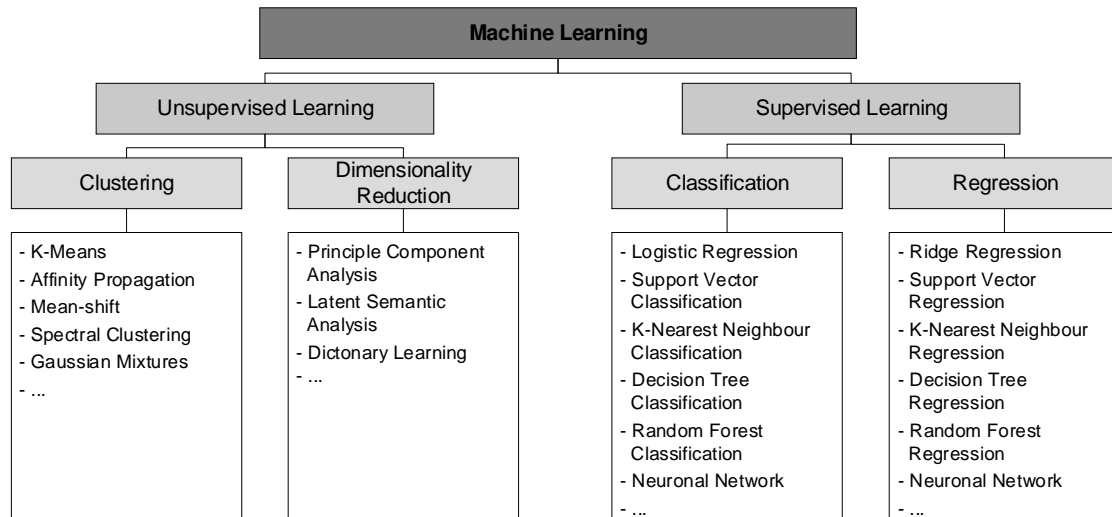 Machine Learning
Unsupervised Learning
Supervised Learning
Clustering
Dimensionality
Reduction
Classification
Regression
- K-Means
- Affinity Propagation
- Mean-shift
- Spectral Clustering
- Gaussian Mixtures
- ...
- Principle Component
Analysis
- Latent Semantic
Analysis
- Dictonary Learning
- ...
- Logistic Regression
- Support Vector
Classification
- K-Nearest Neighbour
Classification
- Decision Tree
Classification
- Random Forest
Classification
- Neuronal Network
- ...
- Ridge Regression
- Support Vector
Regression
- K-Nearest Neighbour
Regression
- Decision Tree
Regression
- Random Forest
Regression
- Neuronal Network
- ...